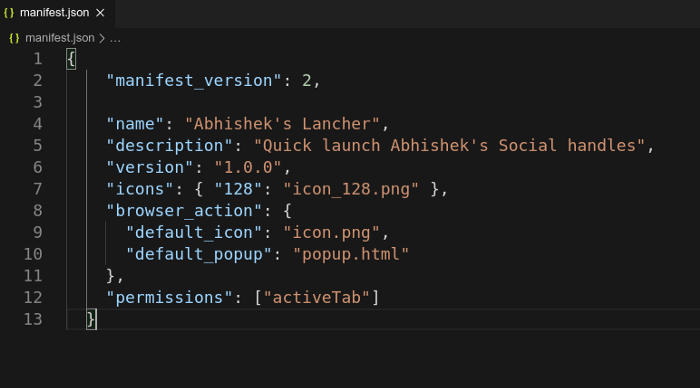 manifest.json
manifest.json > ...
1 {
2 "manifest_version": 2,
3
4 "name": "Abhishek's Lancher",
5 "description": "Quick launch Abhishek's Social handles",
6 "version": "1.0.0",
7 "icons": { "128": "icon_128.png" },
8 "browser_action": {
9 "default_icon": "icon.png",
10 "default_popup": "popup.html"
11 },
12 "permissions": ["activeTab"]
13 }